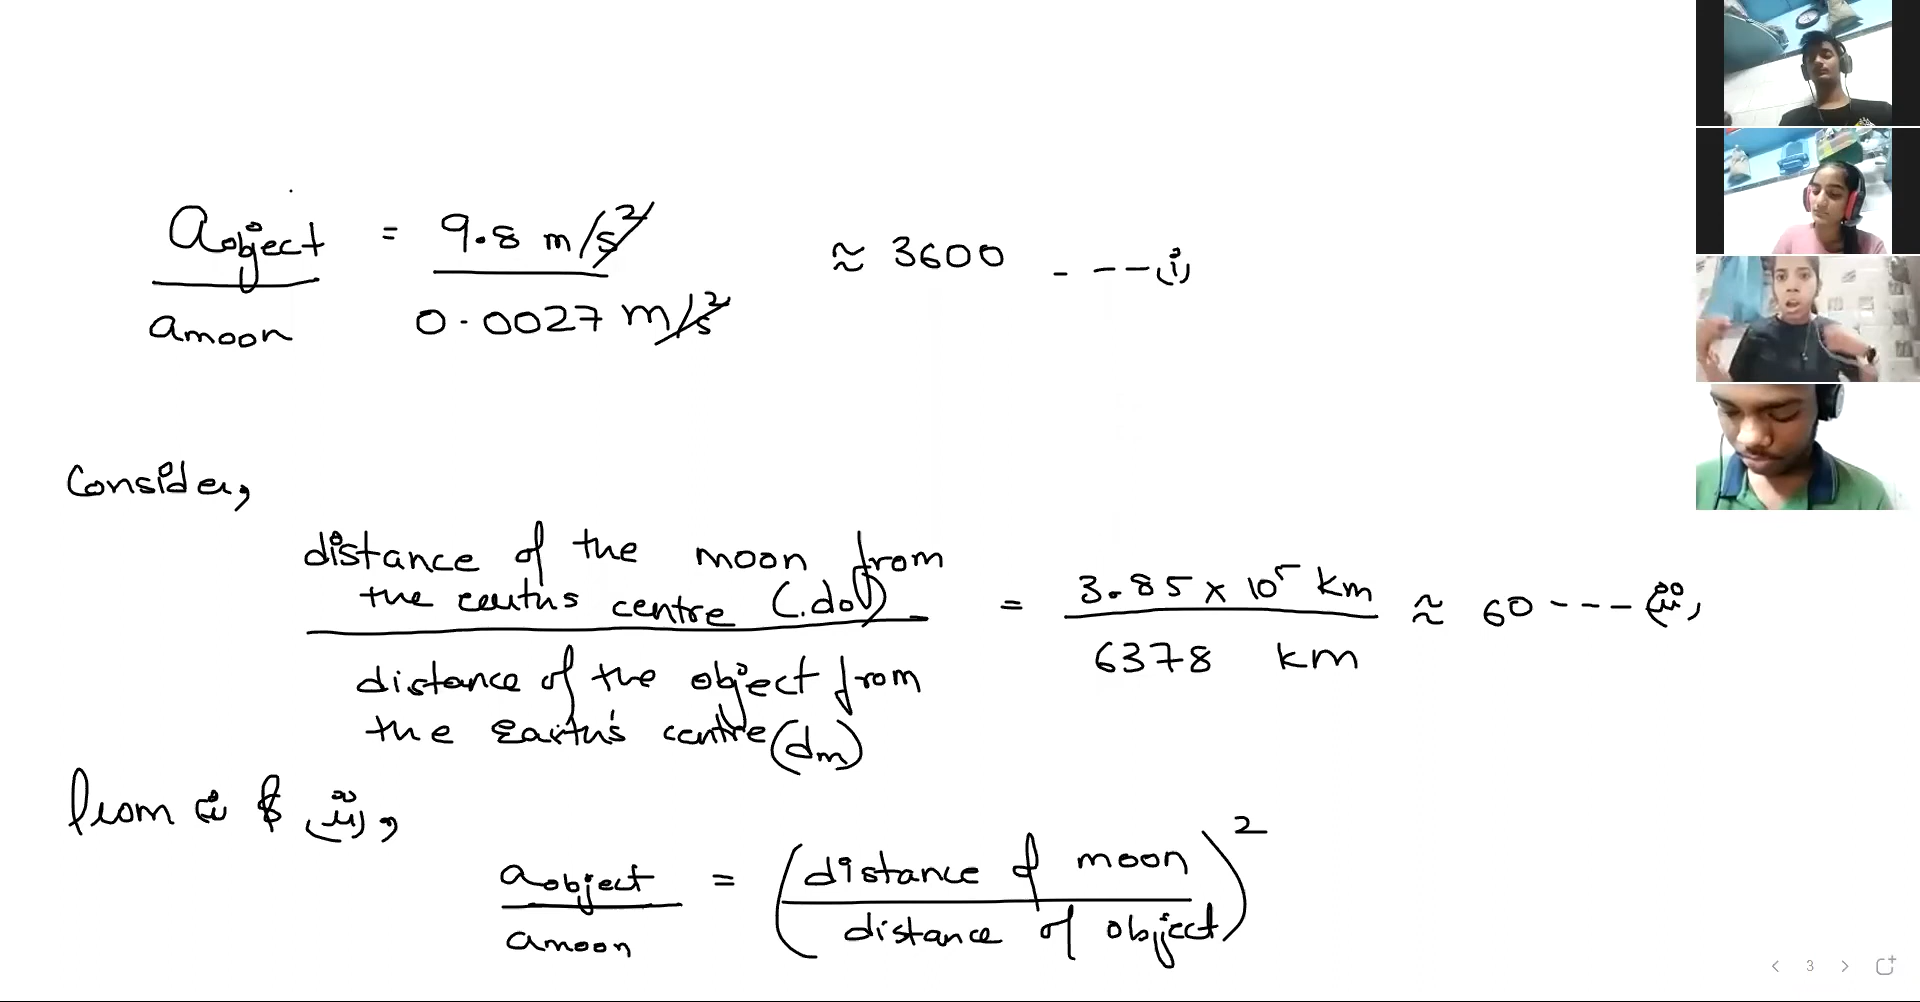 aobject = 9.8 m/s² ≈ 3600 - - - - (i)
amoon 0.0027 m/s²
Consider,
distance of the moon from
the earths centre (.do)
= 3.85 x 10⁵ km ≈ 60 - - - - (ii),
6378 km
distance of the object from
the Earth's centre (dm)
from (i) & (ii),
aobject = (distance of moon)²
amoon distance of object
3